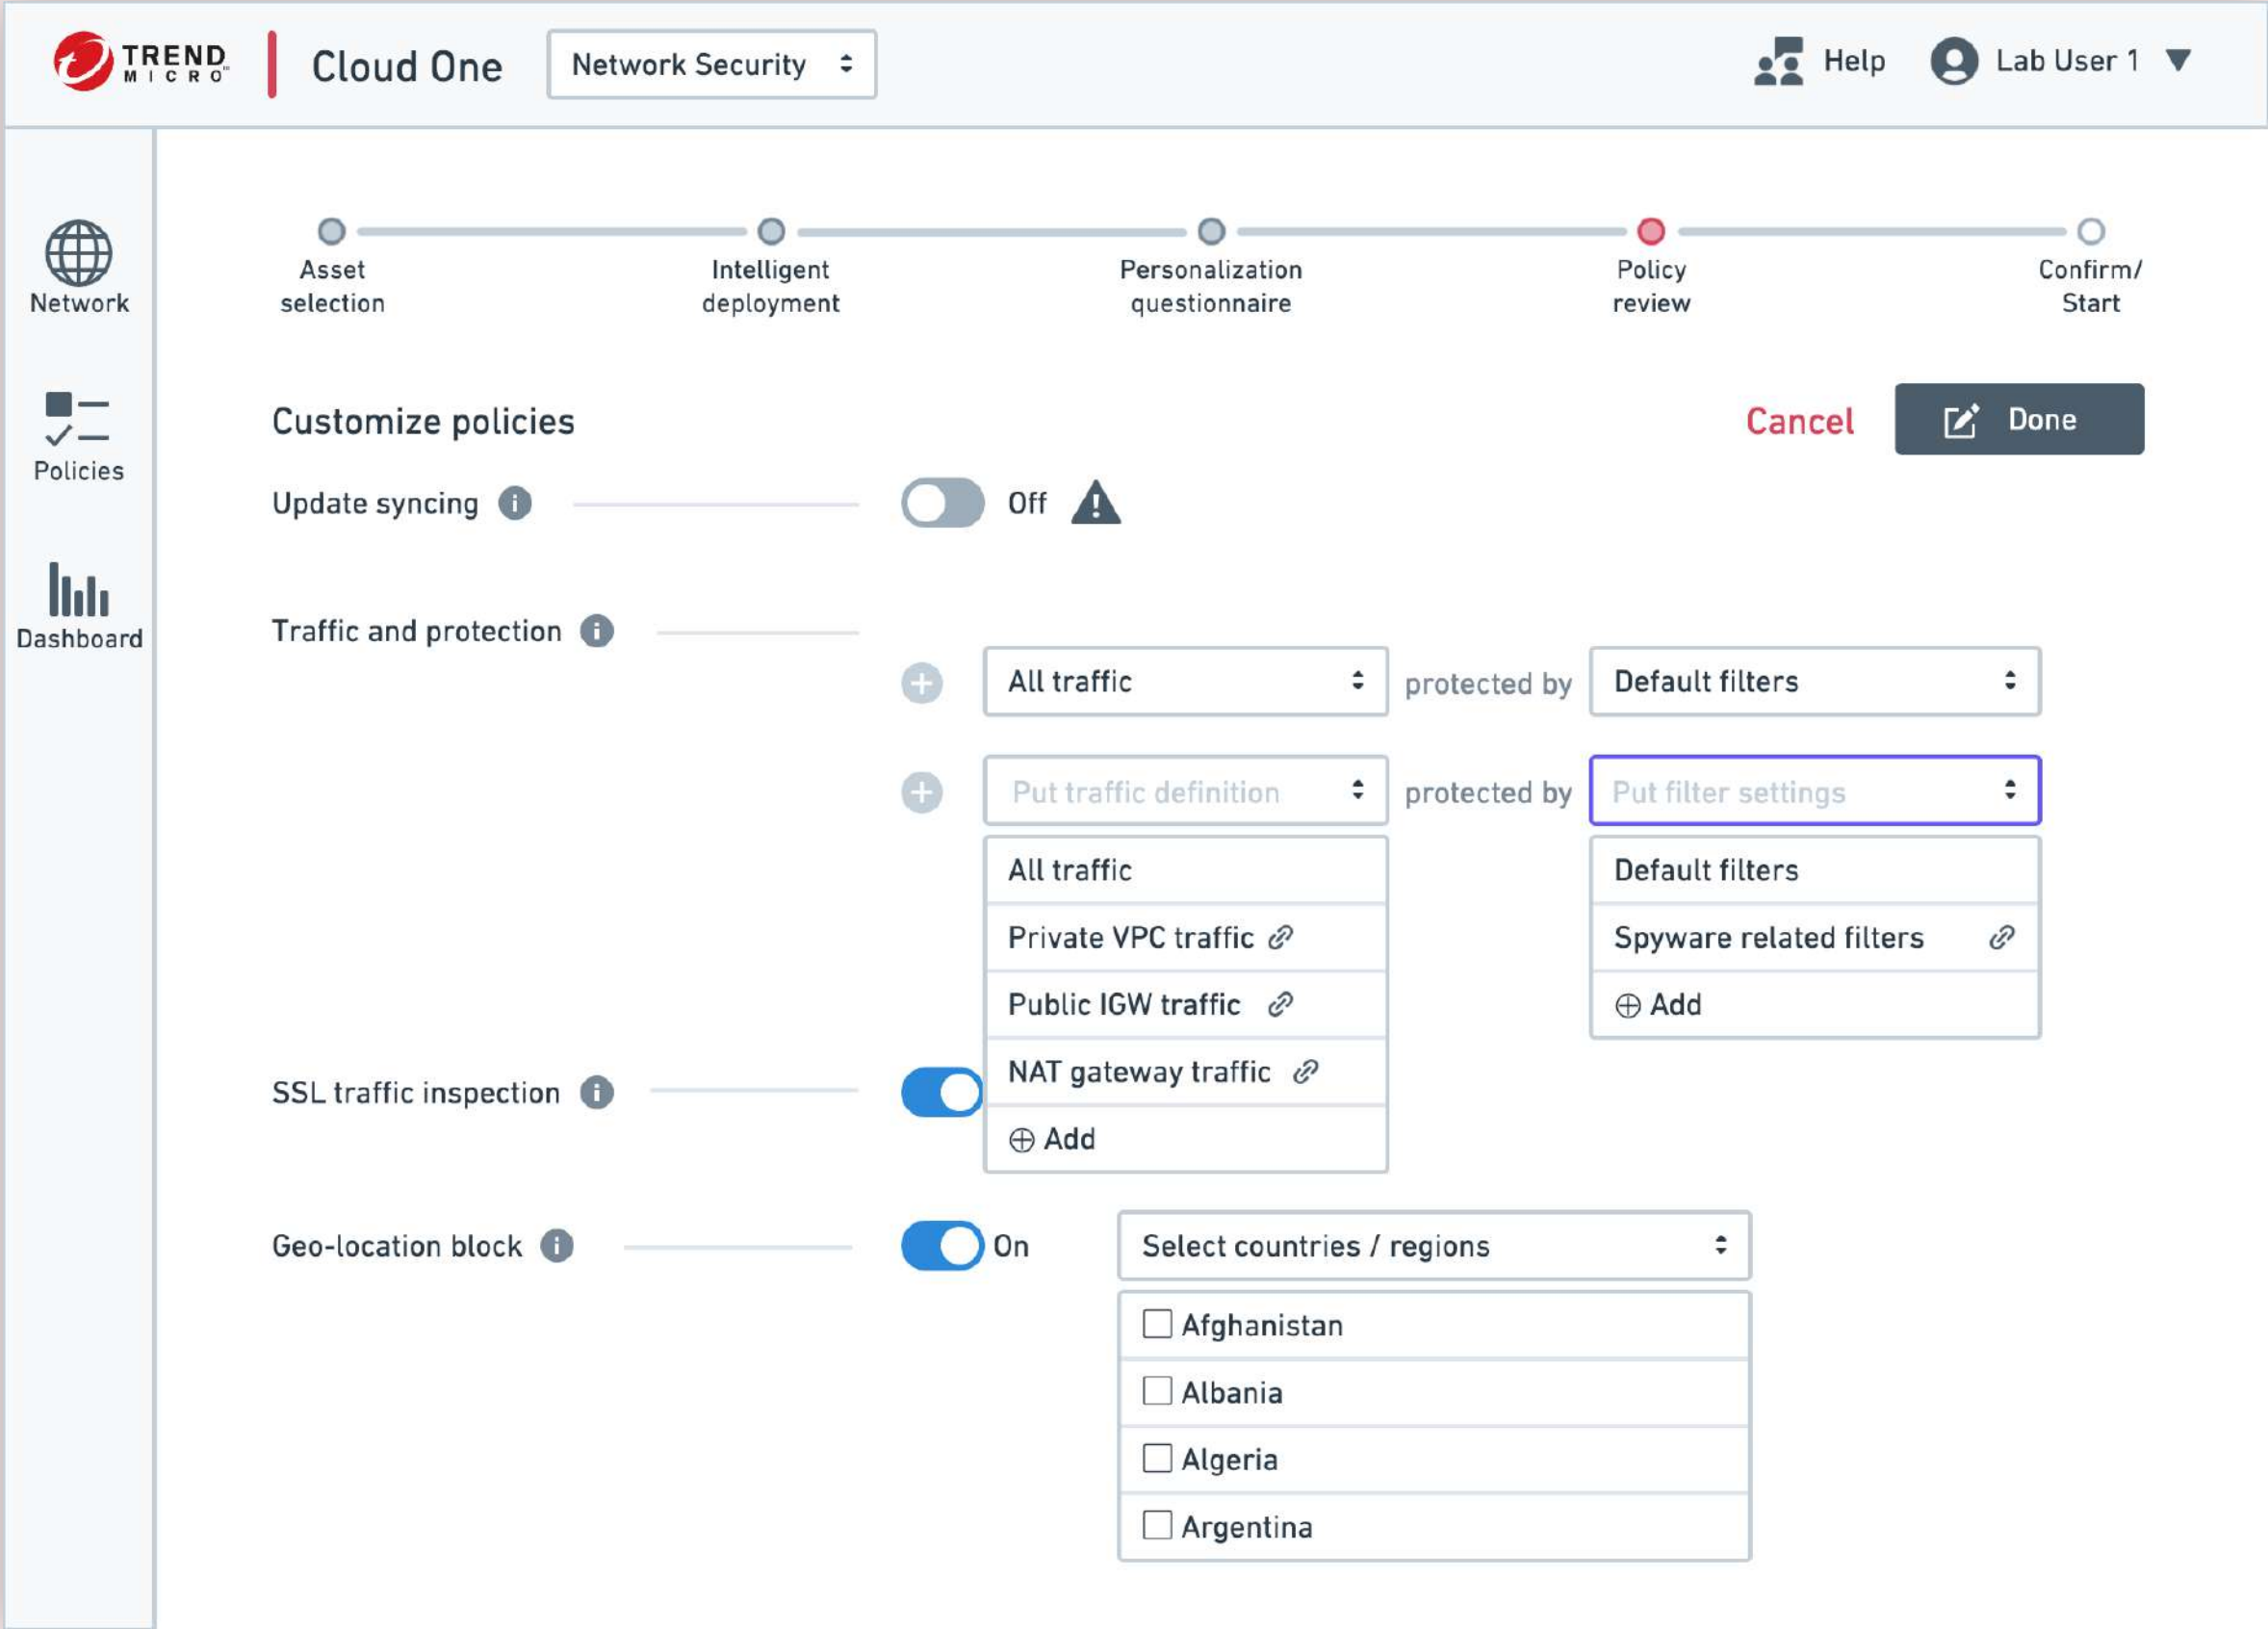 TREND MICRO™
Cloud One
Network Security
Help
Lab User 1
Network
Policies
Dashboard
Asset
selection
Intelligent
deployment
Personalization
questionnaire
Policy
review
Confirm/
Start
Customize policies
Cancel
Done
Update syncing
Off
Traffic and protection
All traffic
protected by
Default filters
Put traffic definition
protected by
Put filter settings
All traffic
Private VPC traffic
Public IGW traffic
NAT gateway traffic
Add
Default filters
Spyware related filters
Add
SSL traffic inspection
Geo-location block
On
Select countries / regions
Afghanistan
Albania
Algeria
Argentina